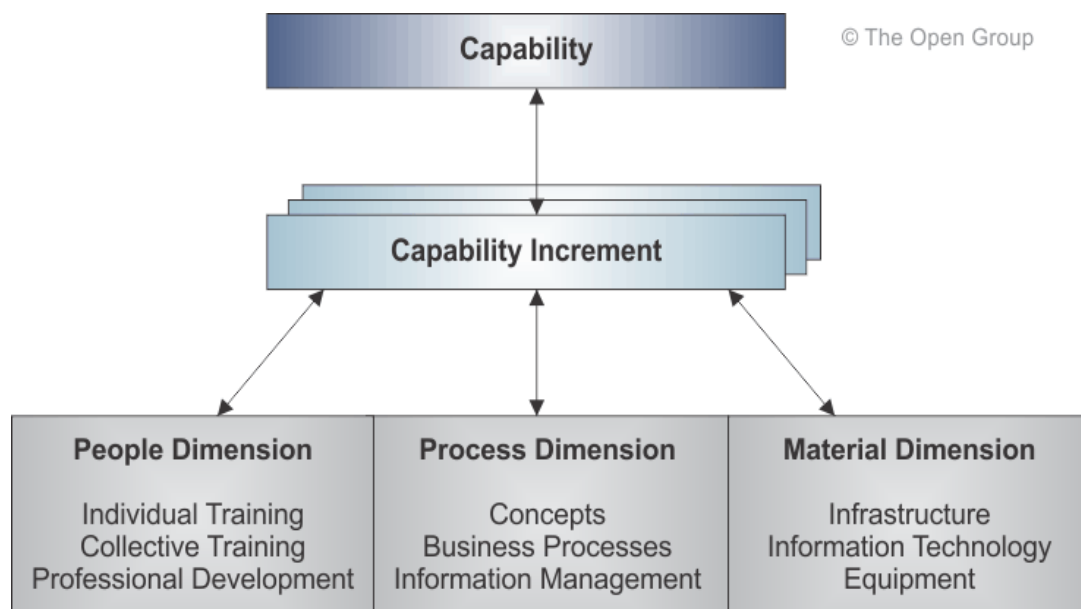 Capability
© The Open Group
Capability Increment
People Dimension
Individual Training
Collective Training
Professional Development
Process Dimension
Concepts
Business Processes
Information Management
Material Dimension
Infrastructure
Information Technology
Equipment